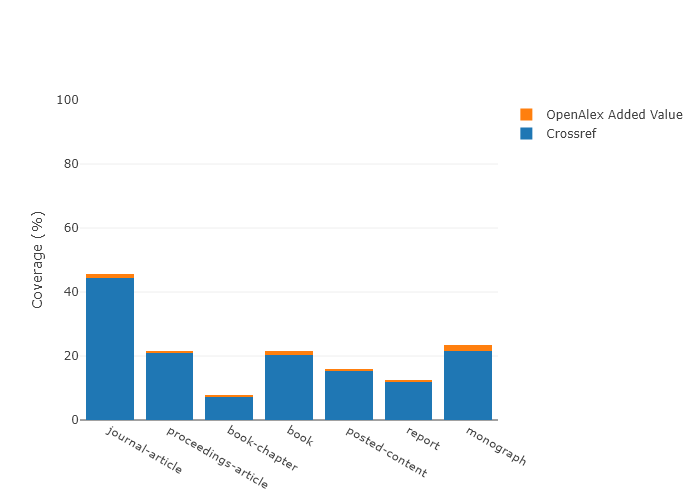 100
80
60
40
20
0
Coverage (%)
journal-article
proceedings-article
book-chapter
book
posted-content
report
monograph
OpenAlex Added Value
Crossref